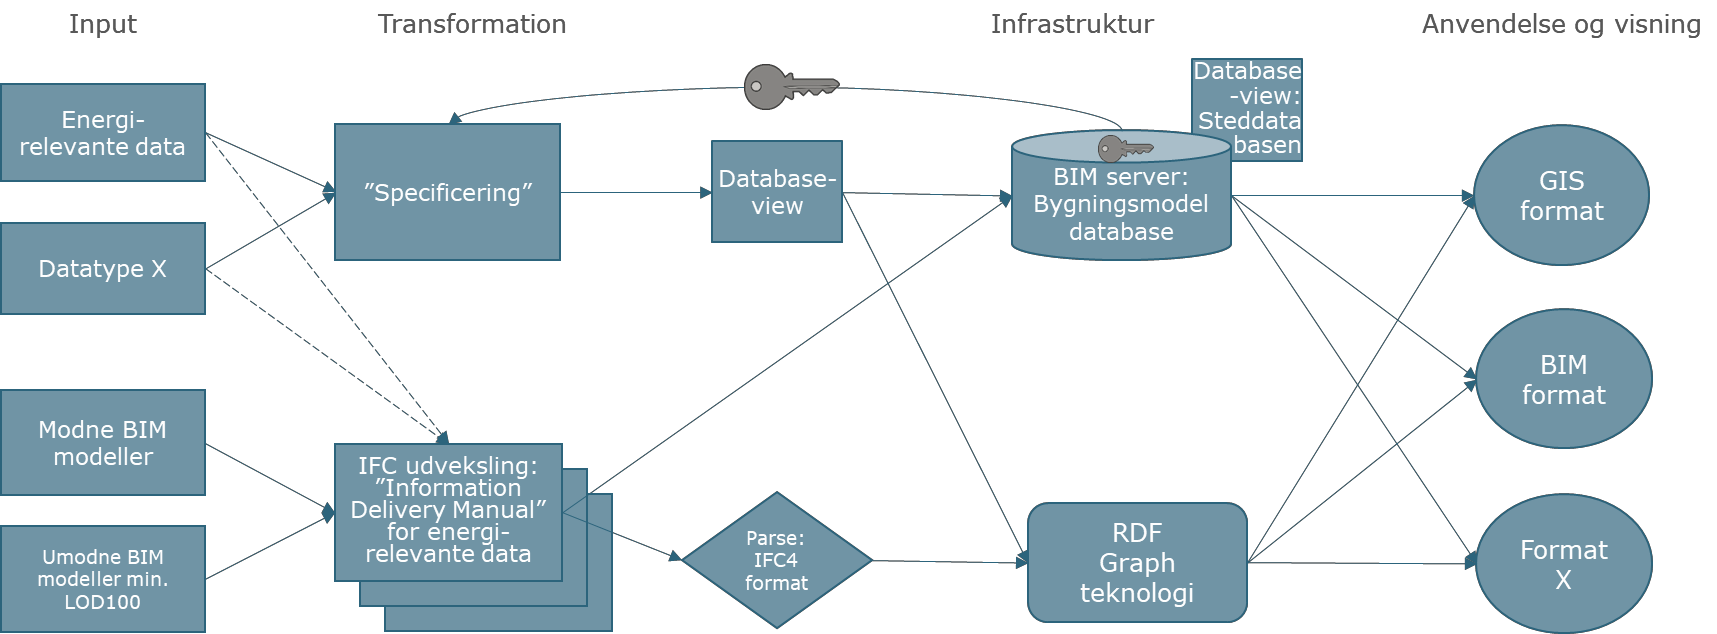 Input
Transformation
Infrastruktur
Anvendelse og visning
Energi-
relevante data
Datatype X
Modne BIM
modeller
Umodne BIM
modeller min.
LOD100
”Specificering”
IFC udveksling:
”Information
Delivery Manual”
for energi-
relevante data
Database-
view
Parse:
IFC4
format
Database
-view:
Steddata
basen
BIM server:
Bygningsmodel
database
RDF
Graph
teknologi
GIS
format
BIM
format
Format
X